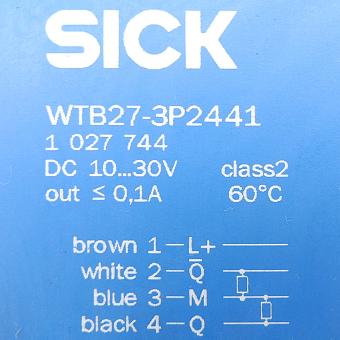 SICK
WTB27-3P2441
1 027 744
DC 10...30V class2
out ≤ 0,1A 60°C
brown 1 – L+
white 2 – Q̅
blue 3 – M
black 4 – Q